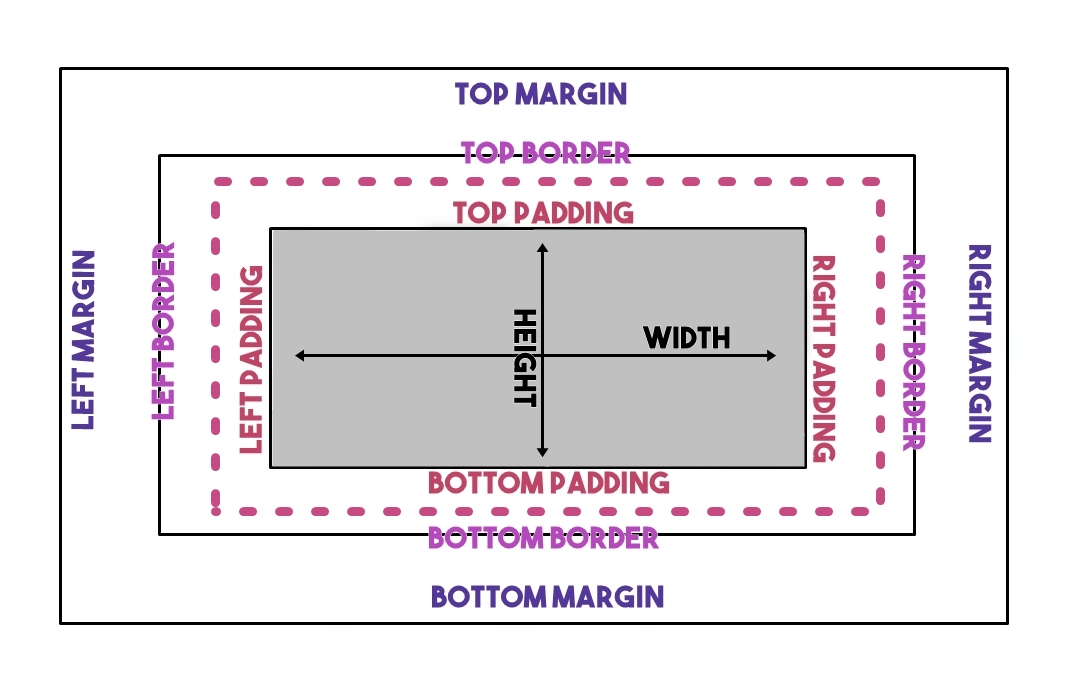 TOP MARGIN
TOP BORDER
TOP PADDING
LEFT MARGIN
LEFT BORDER
LEFT PADDING
HEIGHT
WIDTH
RIGHT PADDING
RIGHT BORDER
RIGHT MARGIN
BOTTOM PADDING
BOTTOM BORDER
BOTTOM MARGIN